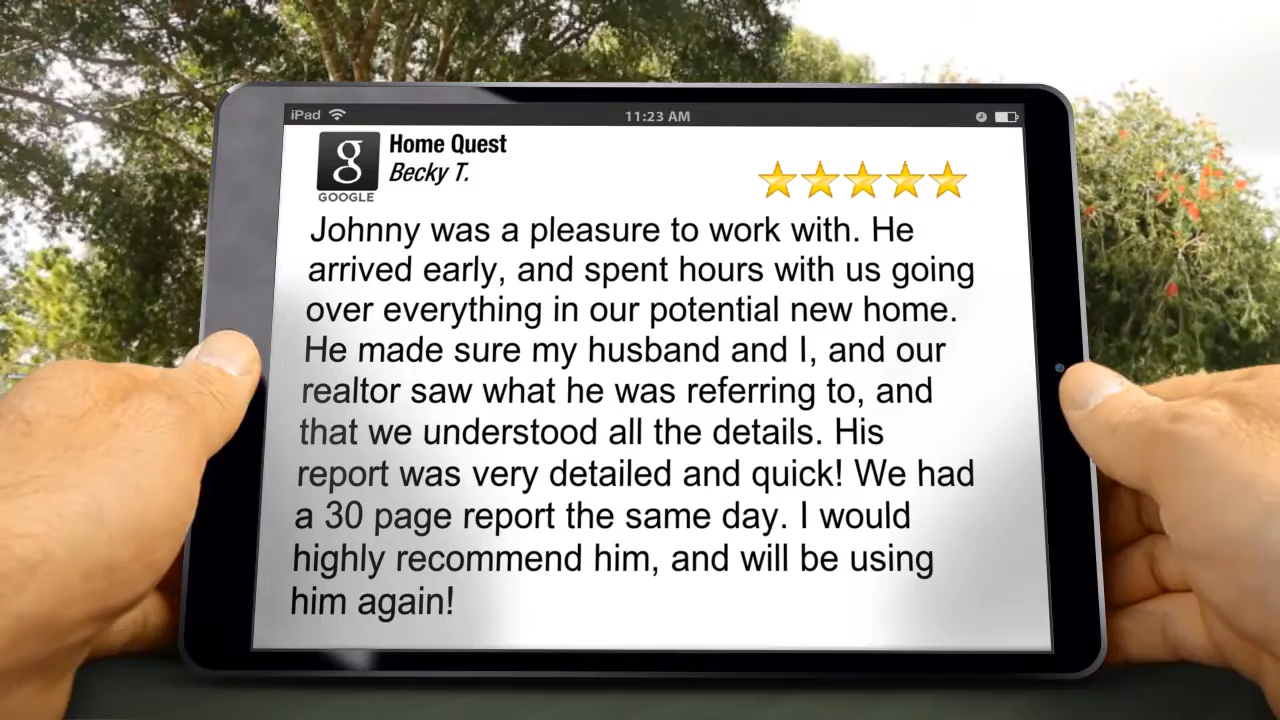 iPad 11:23 AM
g
GOOGLE
Home Quest
Becky T.
Johnny was a pleasure to work with. He
arrived early, and spent hours with us going
over everything in our potential new home.
He made sure my husband and I, and our
realtor saw what he was referring to, and
that we understood all the details. His
report was very detailed and quick! We had
a 30 page report the same day. I would
highly recommend him, and will be using
him again!